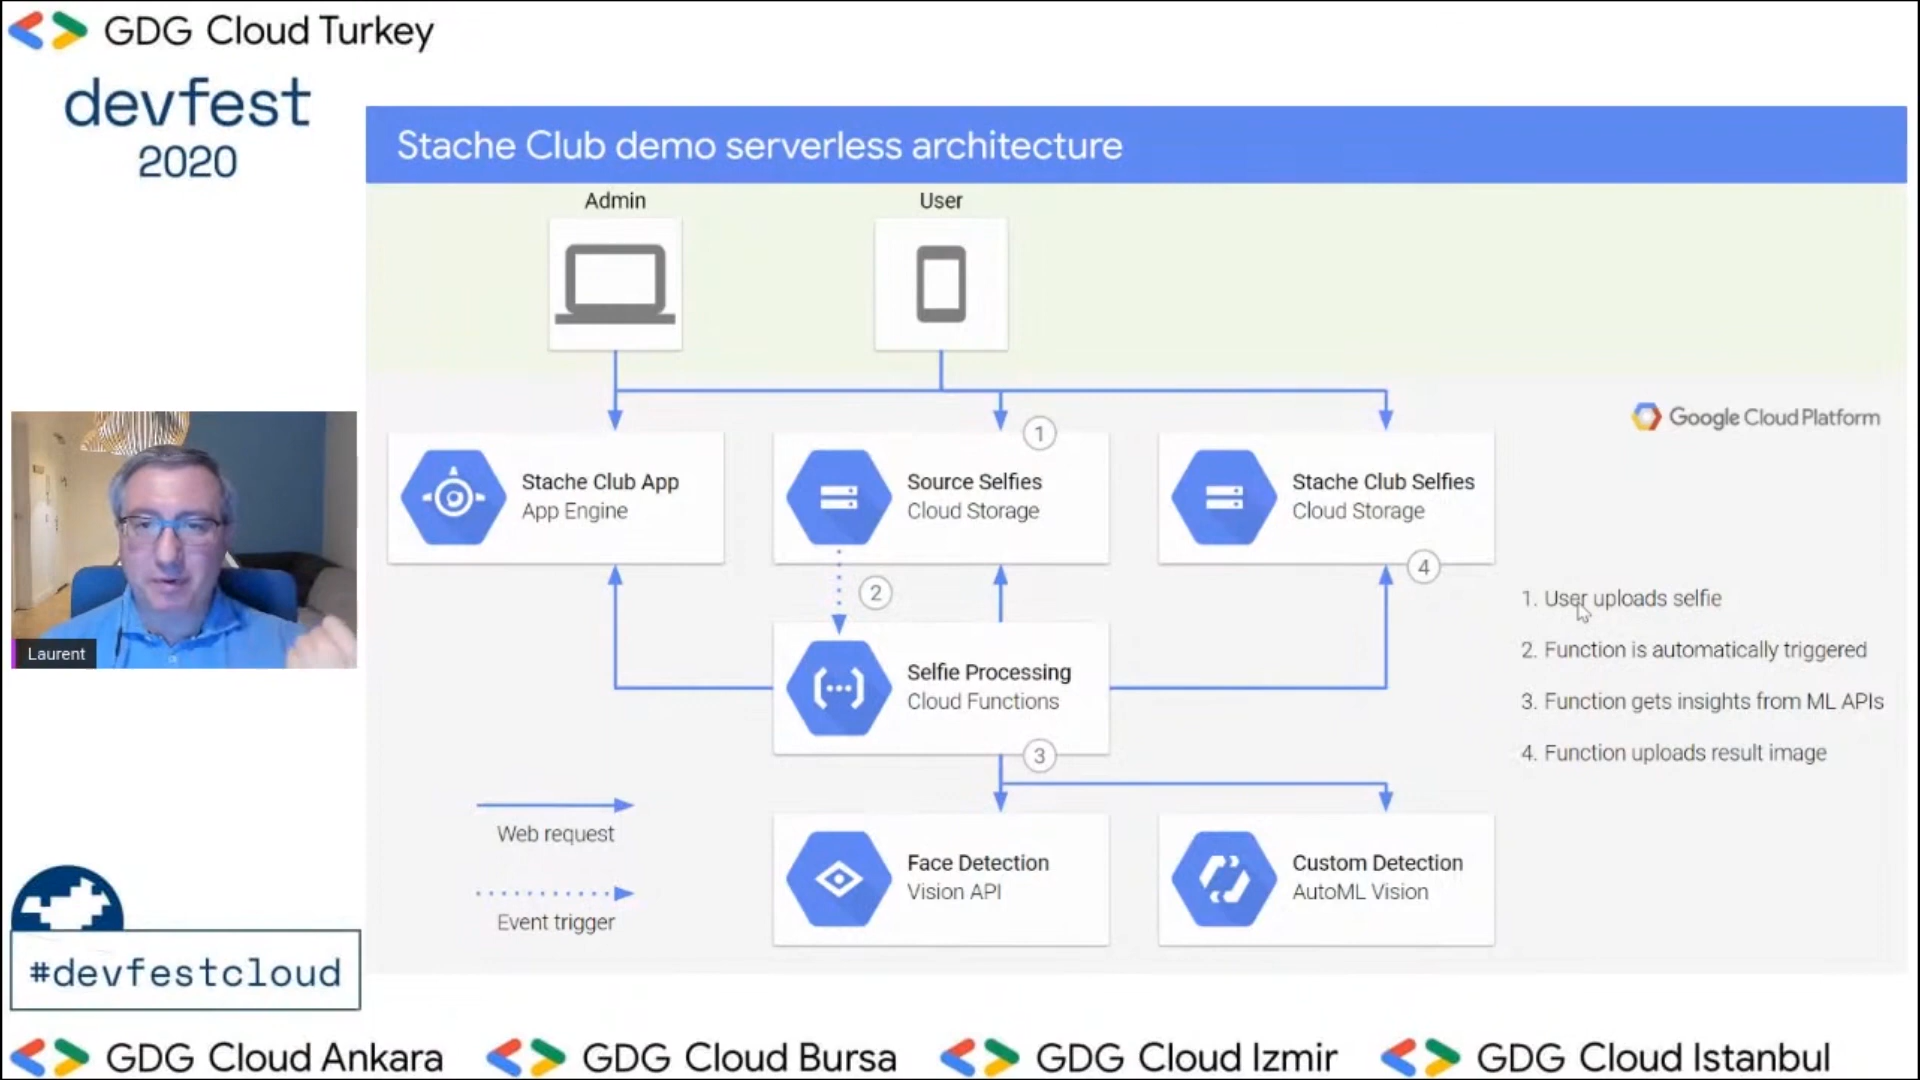 GDG Cloud Turkey
devfest
2020
Stache Club demo serverless architecture
Admin
User
Google Cloud Platform
1
Stache Club App
App Engine
Source Selfies
Cloud Storage
Stache Club Selfies
Cloud Storage
2
4
Selfie Processing
Cloud Functions
3
1. User uploads selfie
2. Function is automatically triggered
3. Function gets insights from ML APIs
4. Function uploads result image
Web request
Event trigger
Face Detection
Vision API
Custom Detection
AutoML Vision
Laurent
#devfestcloud
GDG Cloud Ankara
GDG Cloud Bursa
GDG Cloud Izmir
GDG Cloud Istanbul